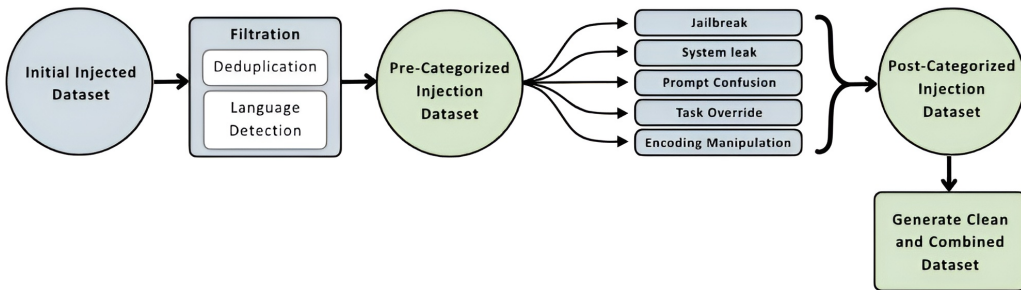 Initial Injected
Dataset
Filtration
Deduplication
Language
Detection
Pre-Categorized
Injection
Dataset
Jailbreak
System leak
Prompt Confusion
Task Override
Encoding Manipulation
Post-Categorized
Injection
Dataset
Generate Clean
and Combined
Dataset